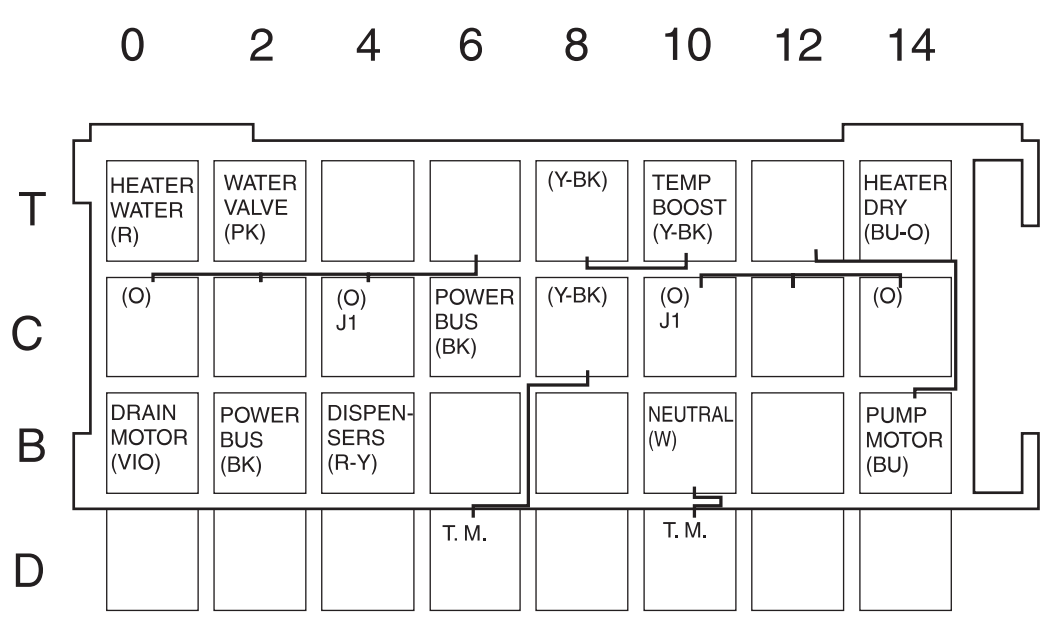 0 2 4 6 8 10 12 14
T
HEATER
WATER
(R)
WATER
VALVE
(PK)
(Y-BK)
TEMP
BOOST
(Y-BK)
HEATER
DRY
(BU-O)
C
(O)
(O)
J1
POWER
BUS
(BK)
(Y-BK)
(O)
J1
(O)
B
DRAIN
MOTOR
(VIO)
POWER
BUS
(BK)
DISPEN-
SERS
(R-Y)
NEUTRAL
(W)
PUMP
MOTOR
(BU)
D
T. M.
T. M.